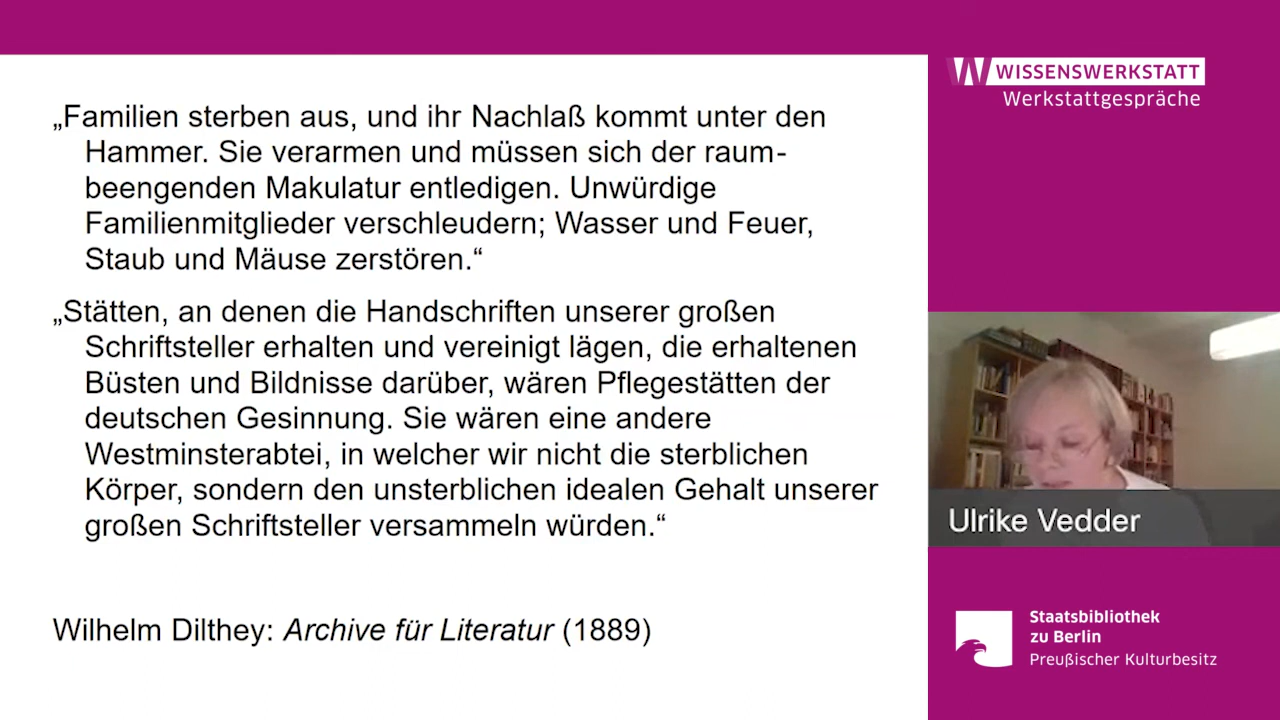 „Familien sterben aus, und ihr Nachlaß kommt unter den
Hammer. Sie verarmen und müssen sich der raum-
beengenden Makulatur entledigen. Unwürdige
Familienmitglieder verschleudern; Wasser und Feuer,
Staub und Mäuse zerstören.“
„Stätten, an denen die Handschriften unserer großen
Schriftsteller erhalten und vereinigt lägen, die erhaltenen
Büsten und Bildnisse darüber, wären Pflegestätten der
deutschen Gesinnung. Sie wären eine andere
Westminsterabtei, in welcher wir nicht die sterblichen
Körper, sondern den unsterblichen idealen Gehalt unserer
großen Schriftsteller versammeln würden.“
Wilhelm Dilthey: Archive für Literatur (1889)
W WISSENSWERKSTATT
Werkstattgespräche
Ulrike Vedder
Staatsbibliothek
zu Berlin
Preußischer Kulturbesitz